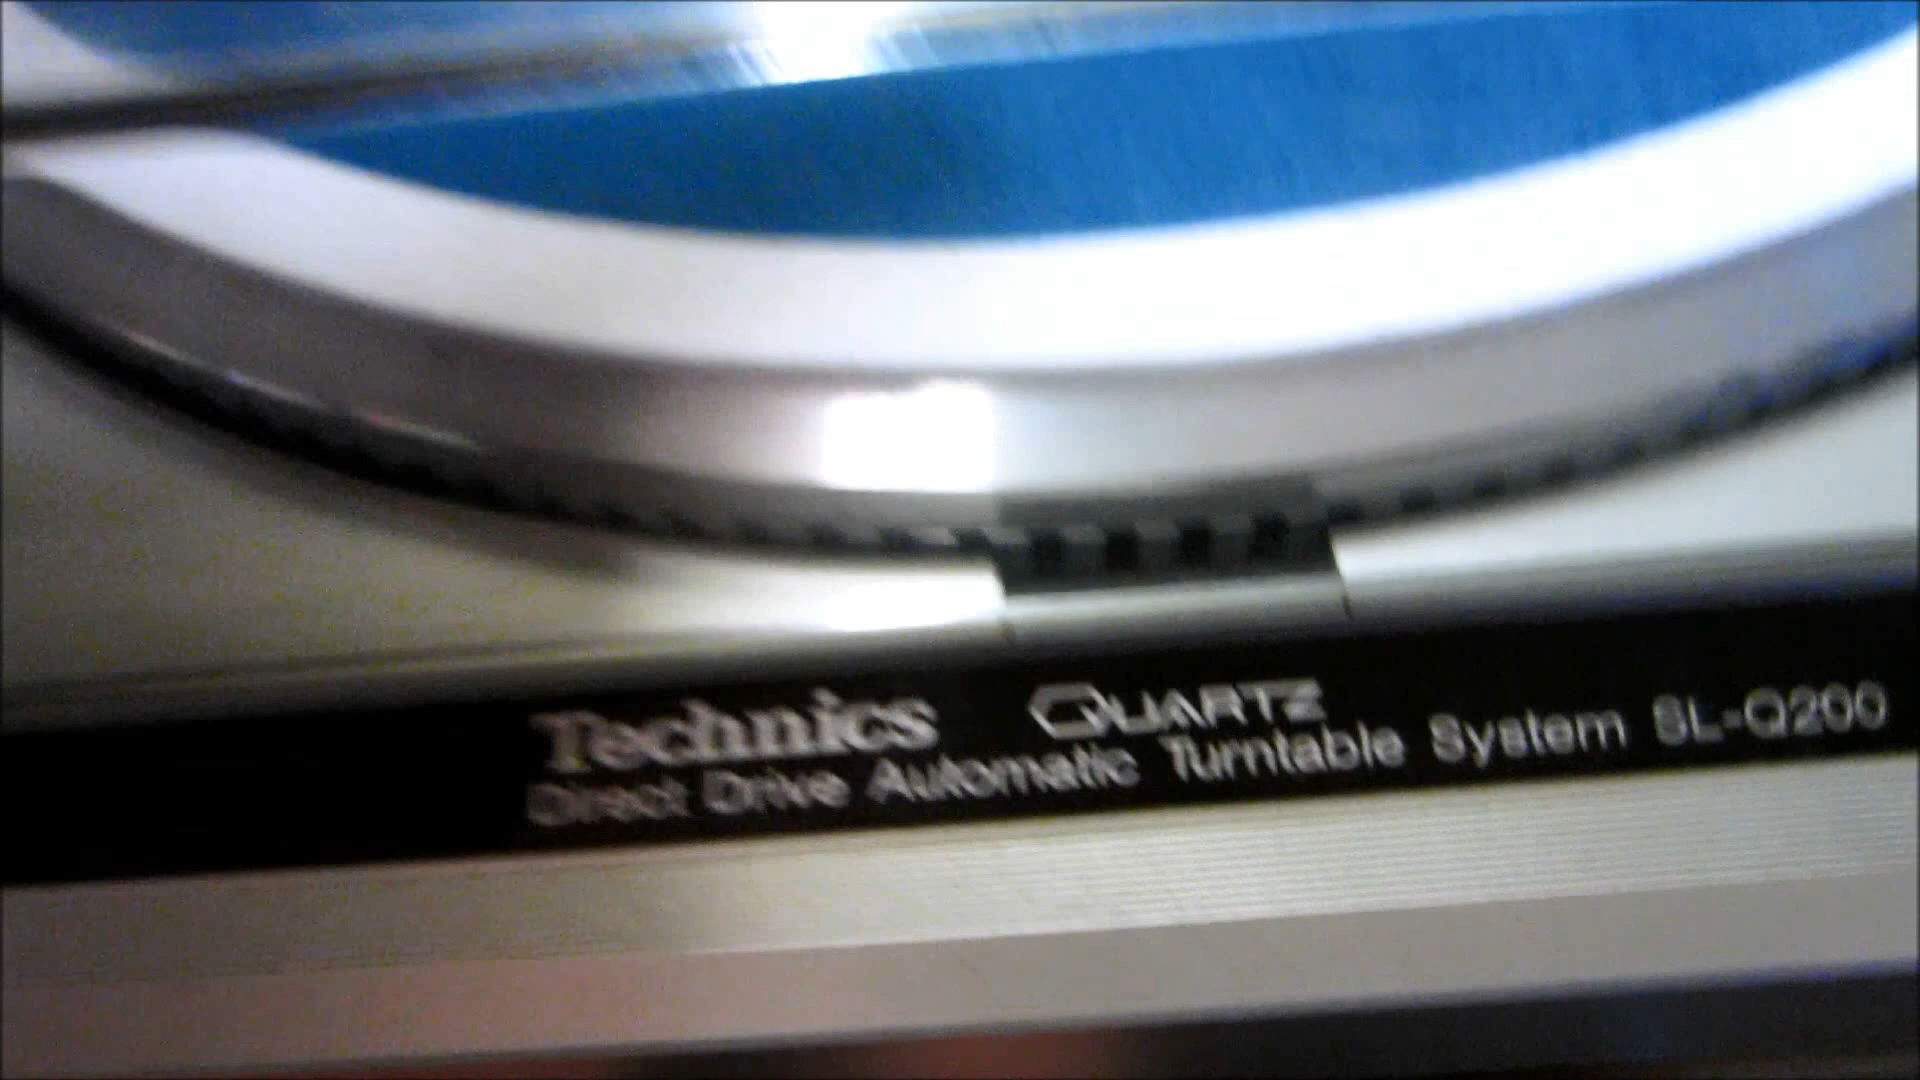 Technics QUARTZ
Direct Drive Automatic Turntable System SL-Q200